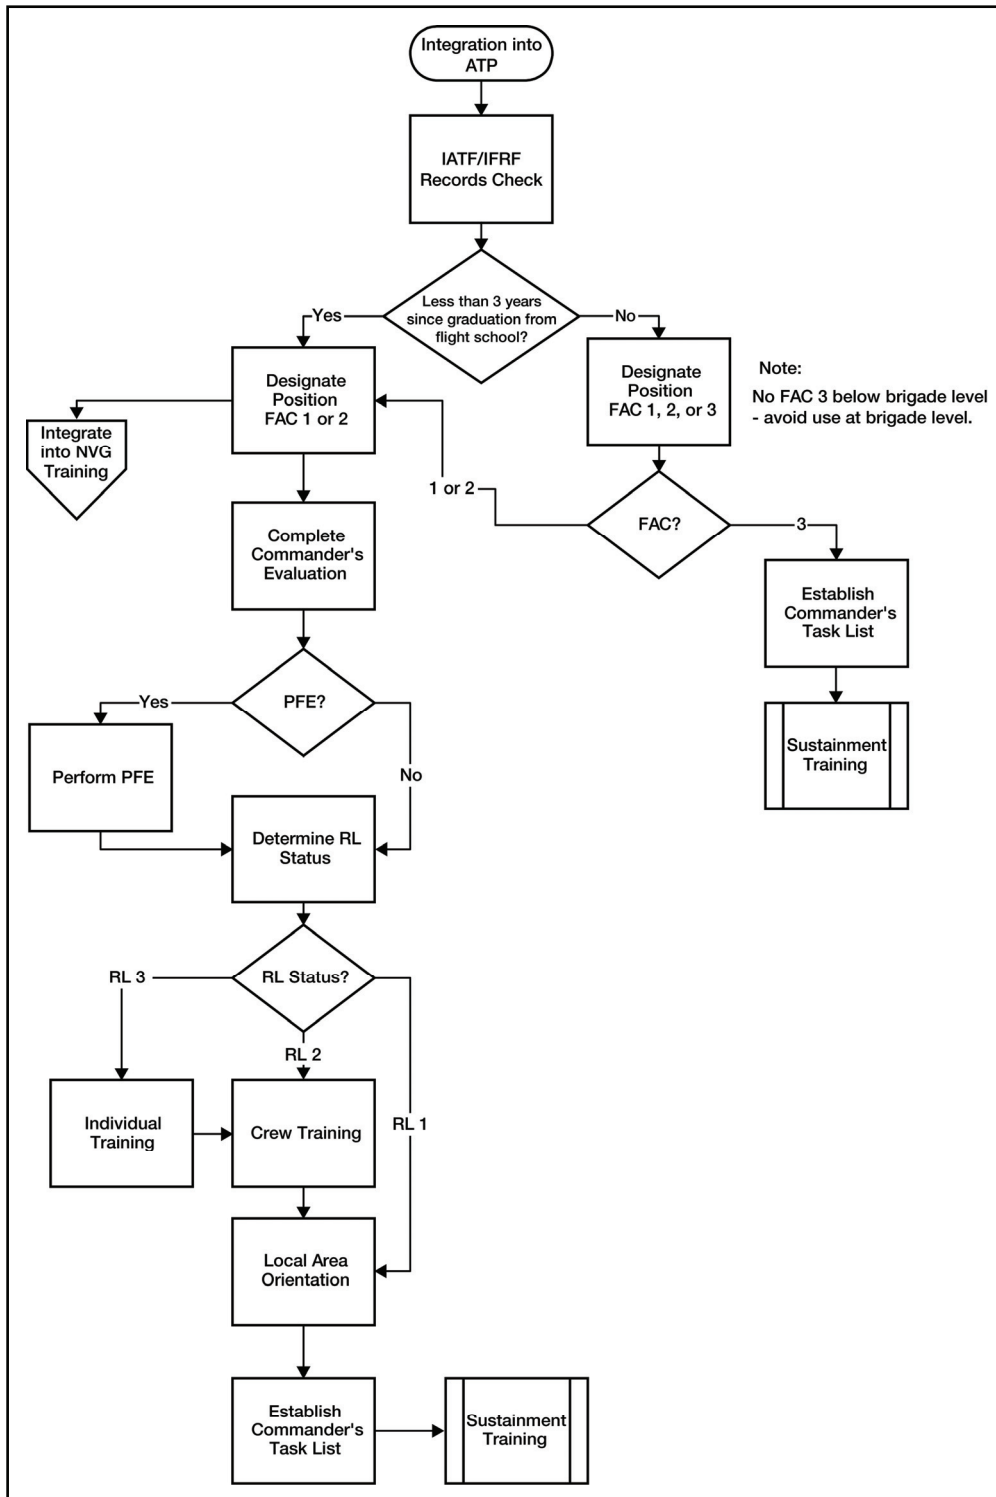 Integration into
ATP
IATF/IFRF
Records Check
Less than 3 years
since graduation from
flight school?
Yes
No
Designate
Position
FAC 1 or 2
Designate
Position
FAC 1, 2, or 3
Note:
No FAC 3 below brigade level
- avoid use at brigade level.
Integrate
into NVG
Training
1 or 2
FAC?
3
Complete
Commander's
Evaluation
Establish
Commander's
Task List
PFE?
Yes
No
Sustainment
Training
Perform PFE
Determine RL
Status
RL Status?
RL 3
RL 2
RL 1
Individual
Training
Crew Training
Local Area
Orientation
Establish
Commander's
Task List
Sustainment
Training